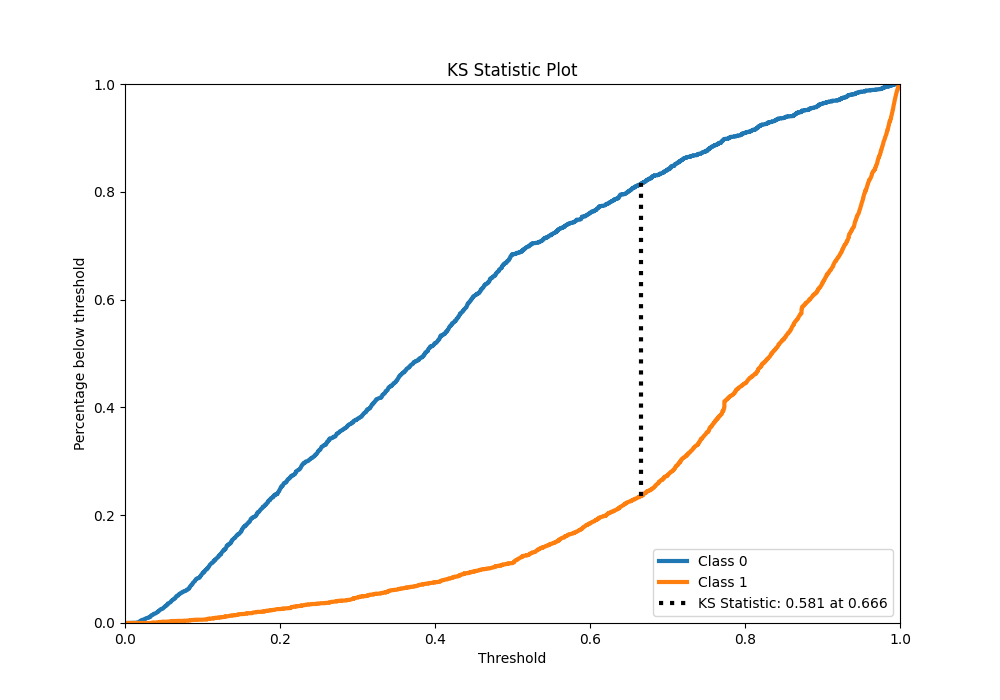 KS Statistic Plot
1.0
0.8
0.6
0.4
0.2
0.0
Percentage below threshold
0.0 0.2 0.4 0.6 0.8 1.0
Threshold
Class 0
Class 1
KS Statistic: 0.581 at 0.666